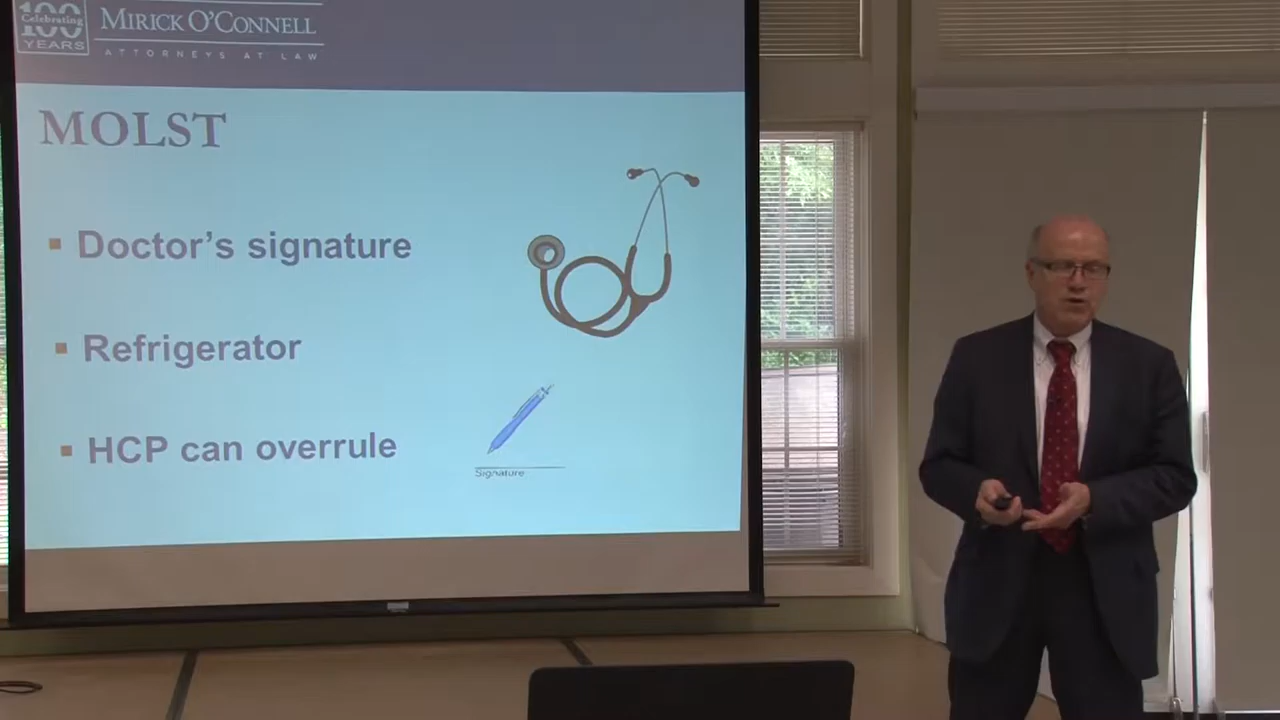 100
Celebrating
YEARS
MIRICK O'CONNELL
ATTORNEYS AT LAW
MOLST
Doctor's signature
Refrigerator
HCP can overrule
Signature